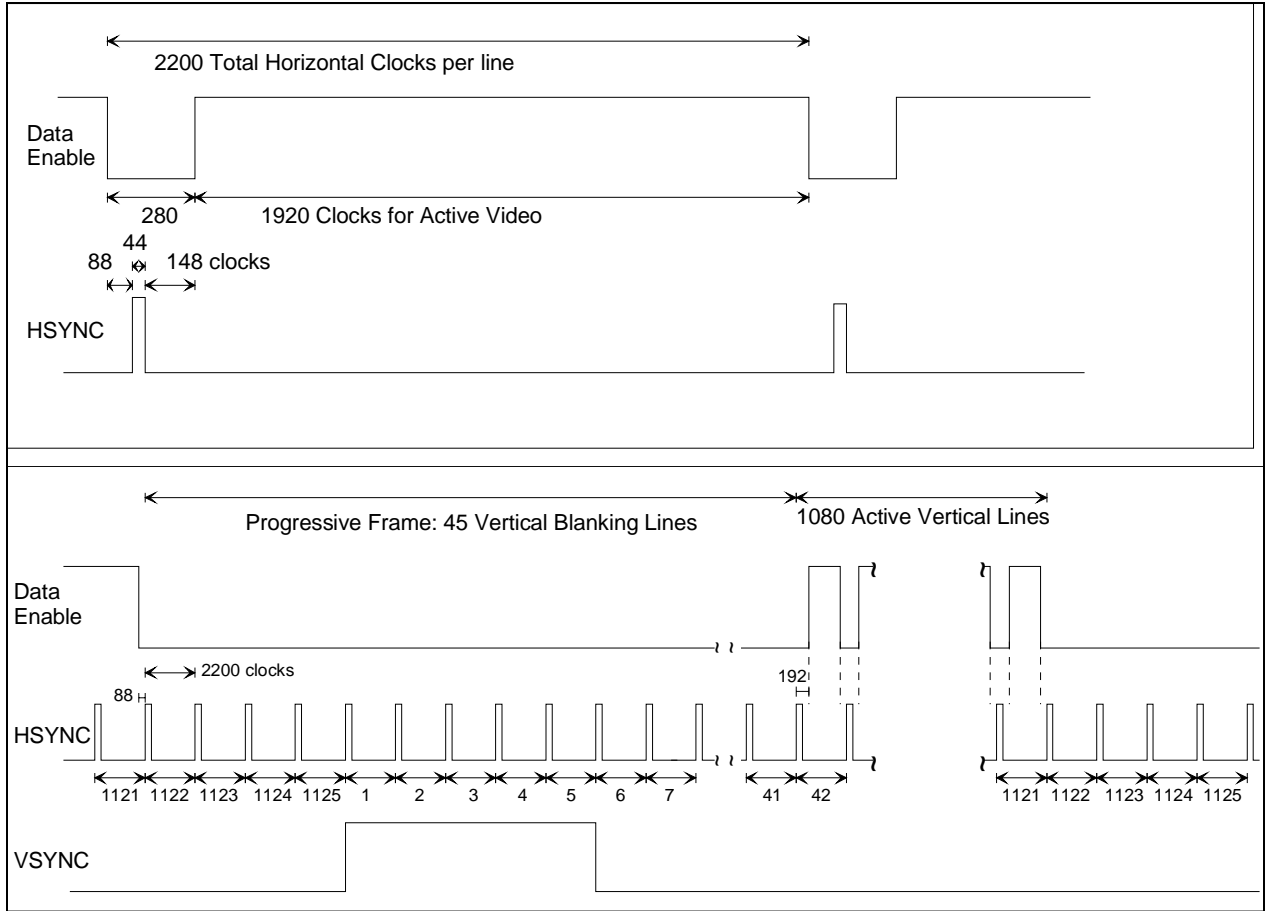 2200 Total Horizontal Clocks per line
Data
Enable
280
1920 Clocks for Active Video
44
88
148 clocks
HSYNC
Progressive Frame: 45 Vertical Blanking Lines
1080 Active Vertical Lines
Data
Enable
2200 clocks
88
192
HSYNC
1121 1122 1123 1124 1125 1 2 3 4 5 6 7 41 42 1121 1122 1123 1124 1125
VSYNC